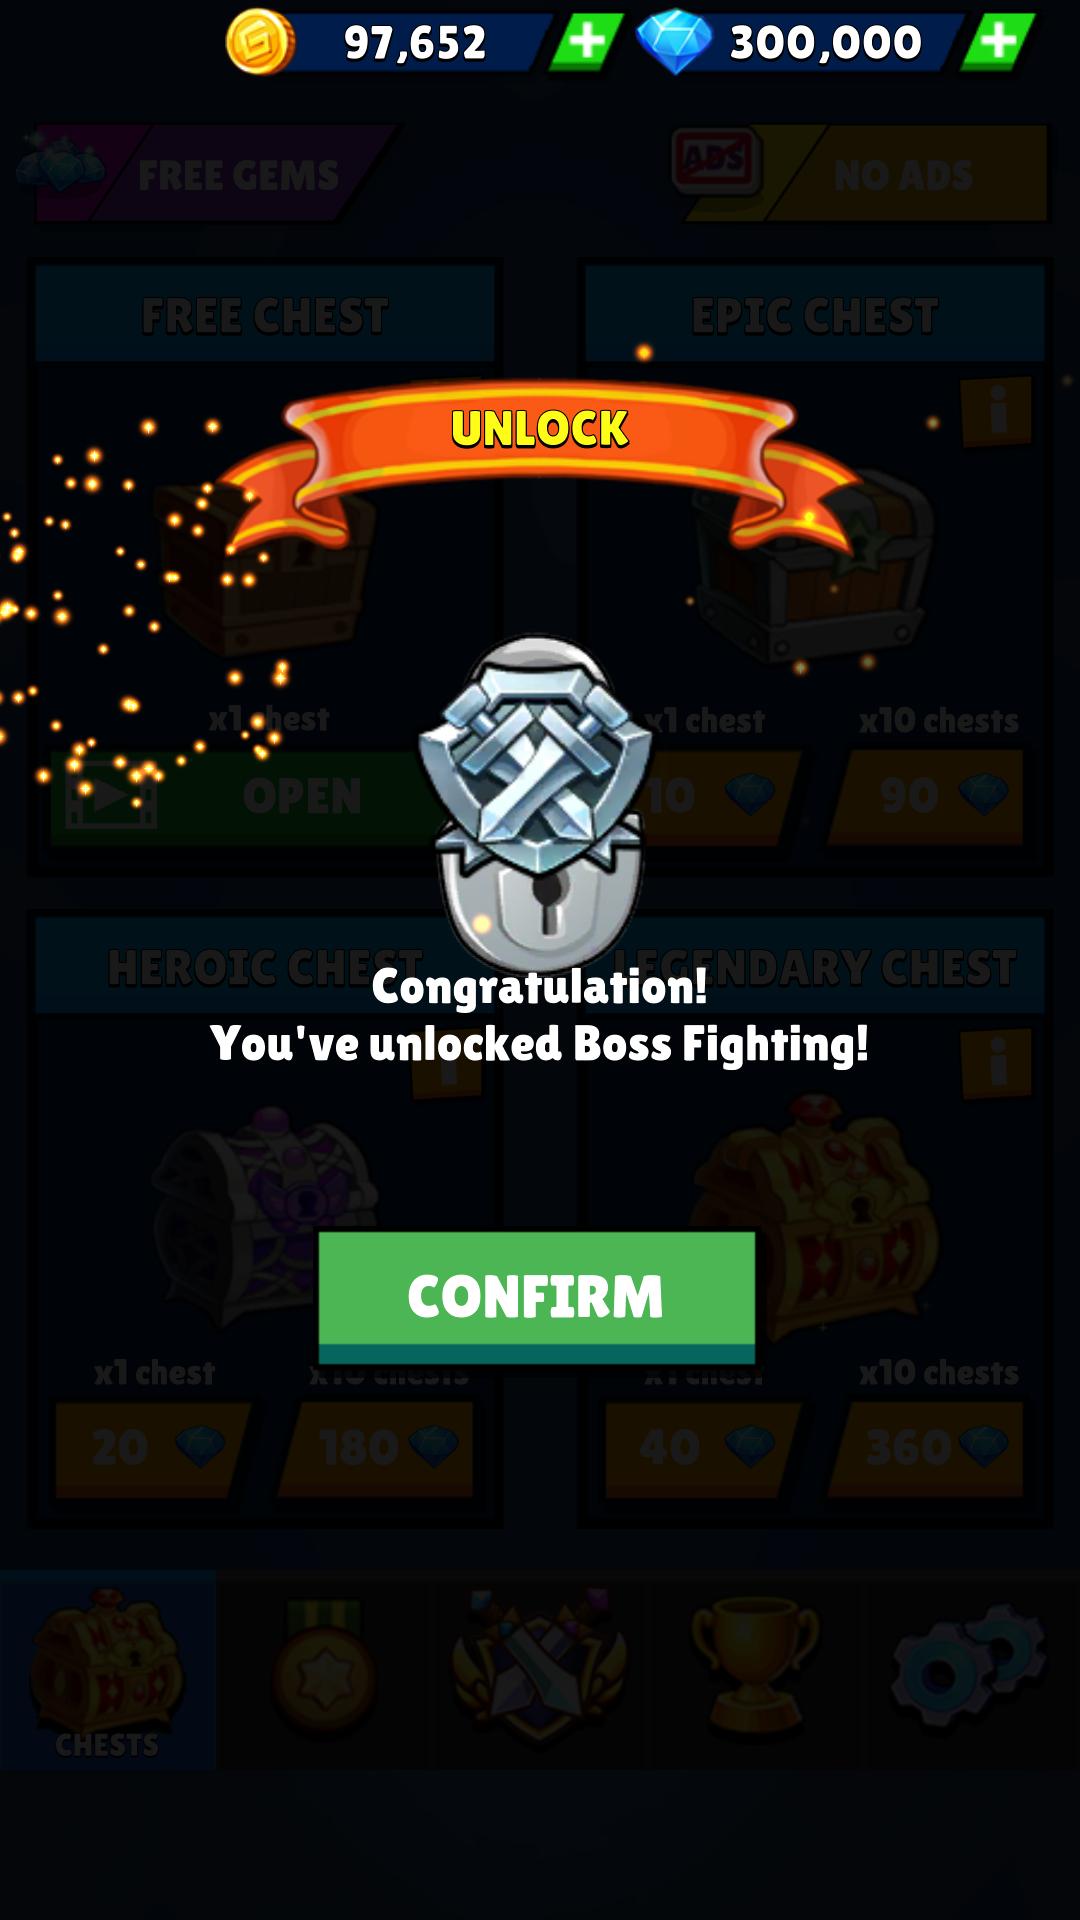 97,652
300,000
FREE GEMS
ADS
NO ADS
FREE CHEST
EPIC CHEST
i
UNLOCK
x1 chest
x1 chest
x10 chests
OPEN
10
90
HEROIC CHEST
LEGENDARY CHEST
Congratulation!
You've unlocked Boss Fighting!
i
i
CONFIRM
x1 chest
x10 chests
x1 chest
x10 chests
20
180
40
360
CHESTS